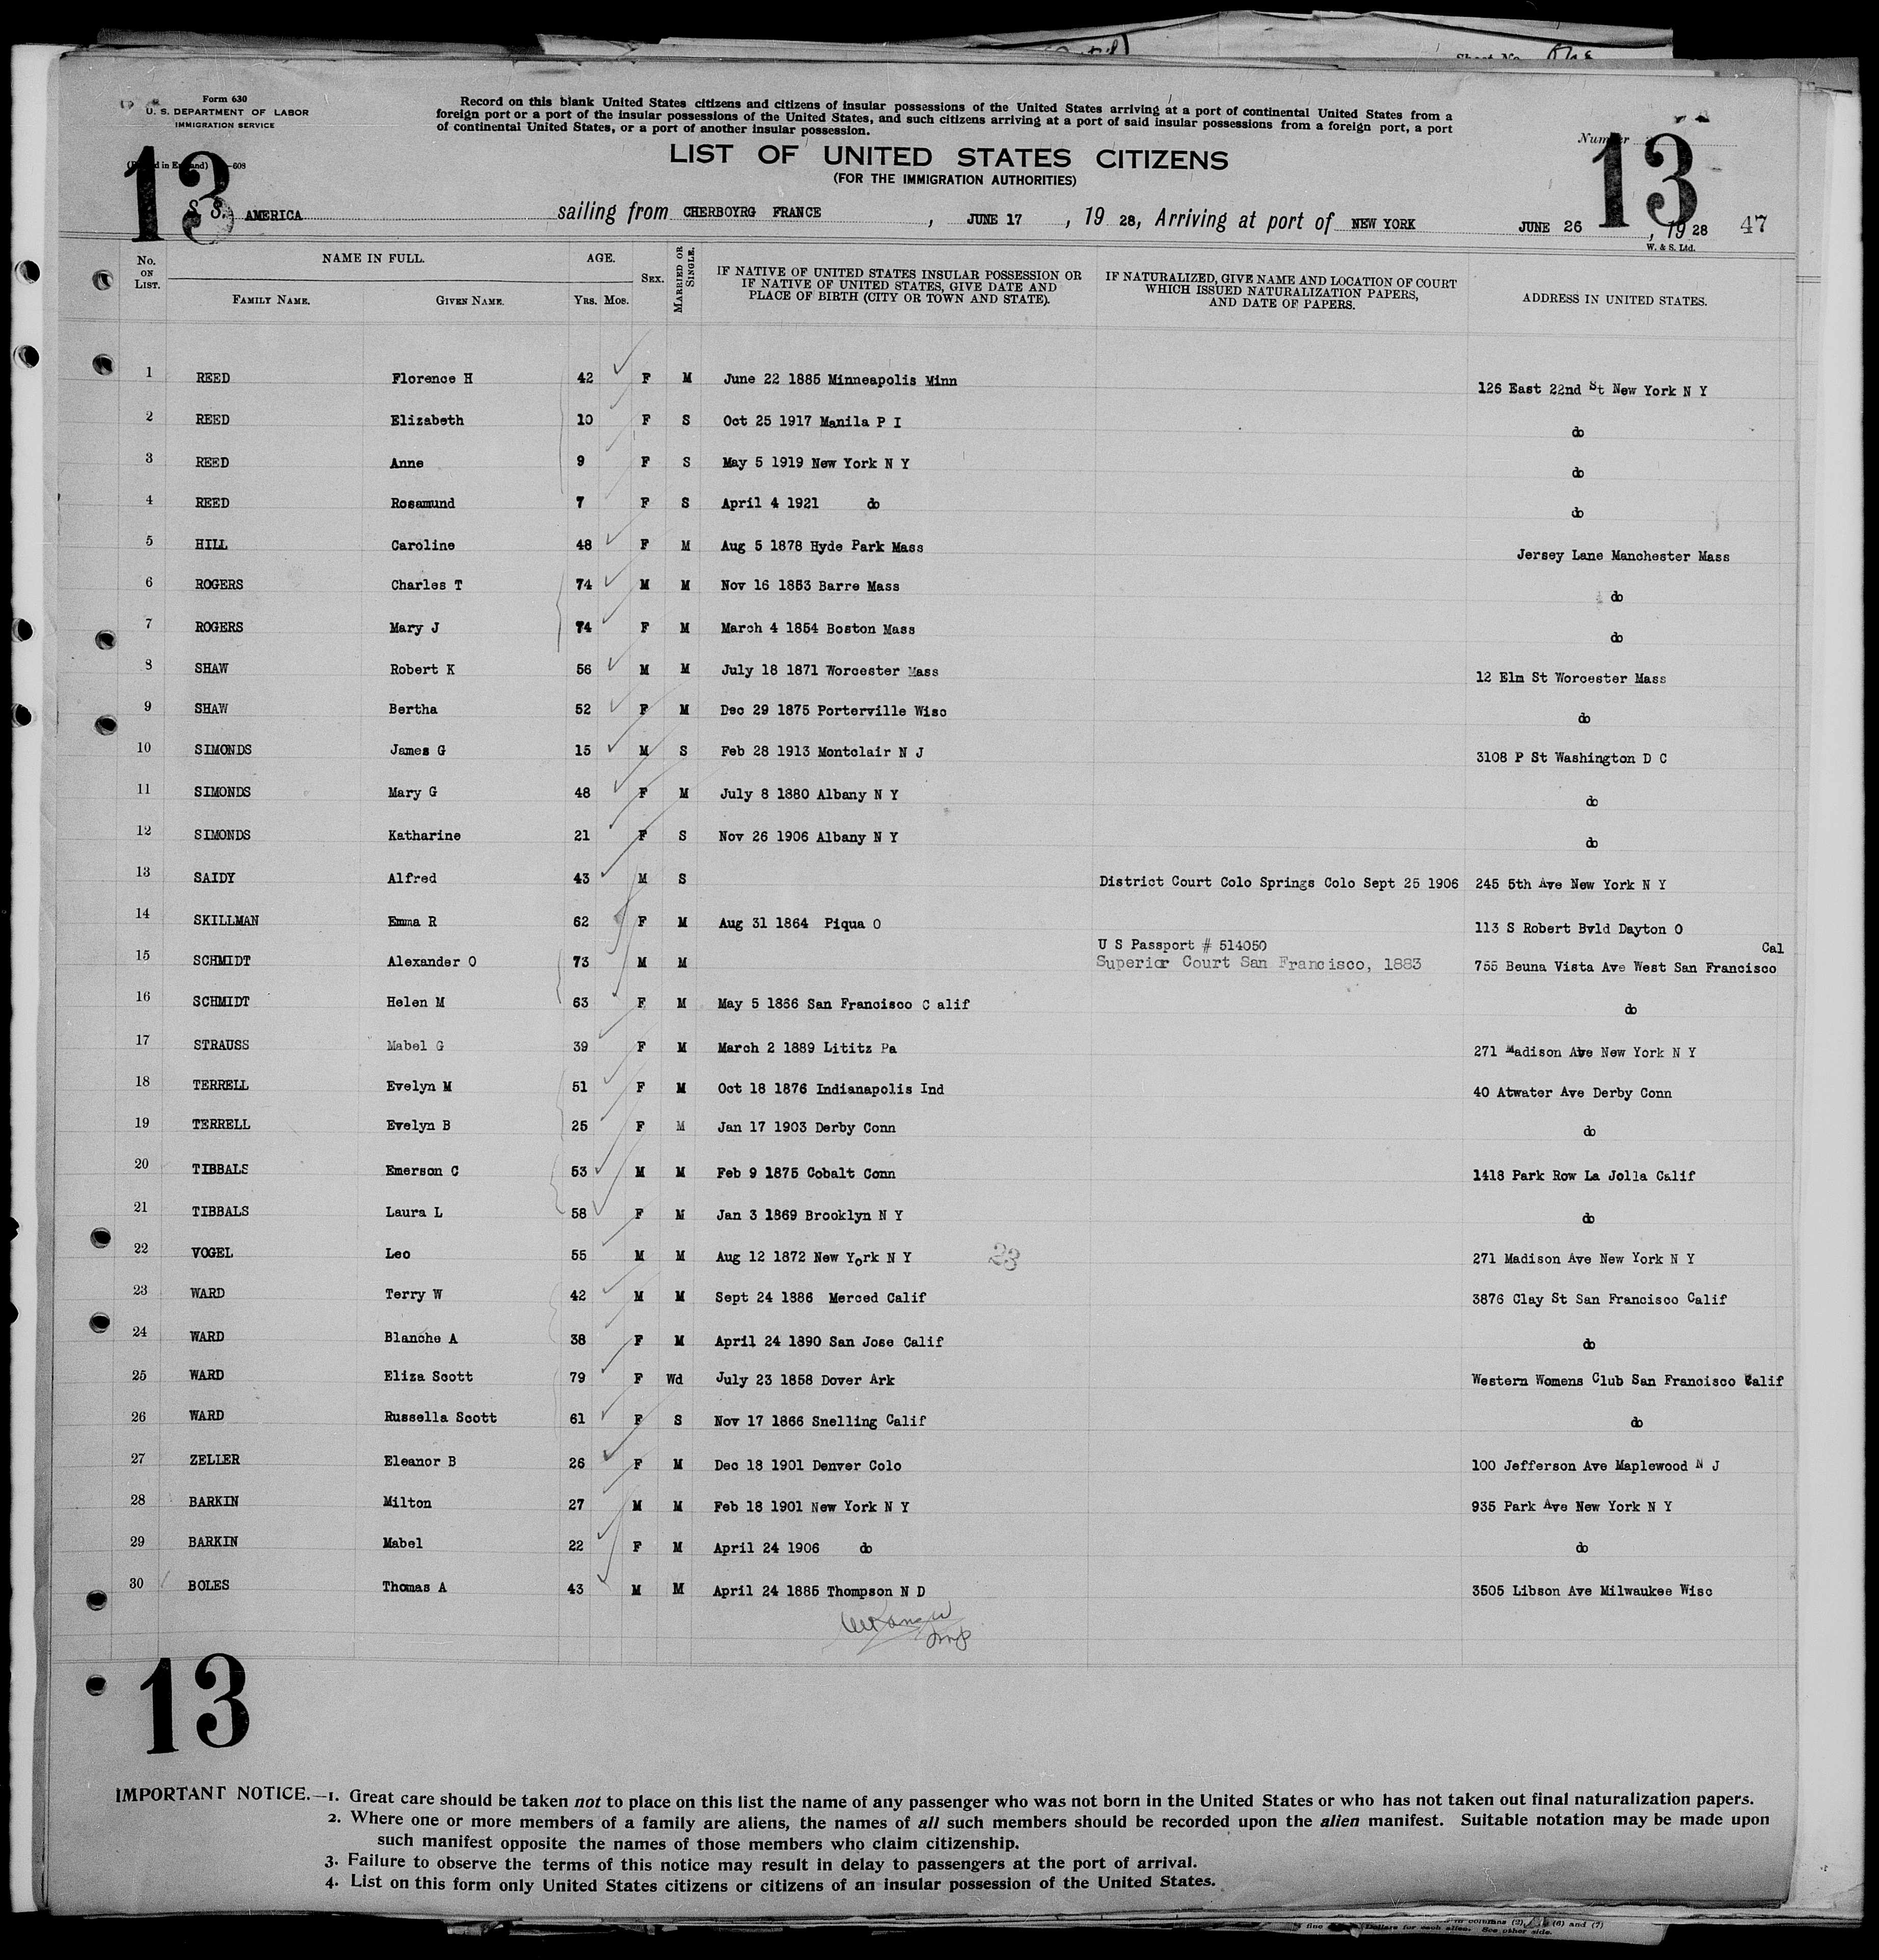 Form 630
U. S. DEPARTMENT OF LABOR
IMMIGRATION SERVICE
Record on this blank United States citizens and citizens of insular possessions of the United States arriving at a port of continental United States from a
foreign port or a port of the insular possessions of the United States, and such citizens arriving at a port of said insular possessions from a foreign port, a port
of continental United States, or a port of another insular possession.
Number
13
13
LIST OF UNITED STATES CITIZENS
(FOR THE IMMIGRATION AUTHORITIES)
S. S. AMERICA sailing from CHERBOYRG FRANCE, JUNE 17, 19 28, Arriving at port of NEW YORK JUNE 26, 19 28 47
W. & S. Ltd.
No. ON LIST. NAME IN FULL. FAMILY NAME. GIVEN NAME. AGE. Yrs. Mos. SEX. MARRIED OR SINGLE. IF NATIVE OF UNITED STATES INSULAR POSSESSION OR IF NATIVE OF UNITED STATES, GIVE DATE AND PLACE OF BIRTH (CITY OR TOWN AND STATE). IF NATURALIZED, GIVE NAME AND LOCATION OF COURT WHICH ISSUED NATURALIZATION PAPERS, AND DATE OF PAPERS. ADDRESS IN UNITED STATES.
1 REED Florence H 42 F M June 22 1885 Minneapolis Minn 126 East 22nd St New York N Y
2 REED Elizabeth 10 F S Oct 25 1917 Manila P I do
3 REED Anne 9 F S May 5 1919 New York N Y do
4 REED Rosamund 7 F S April 4 1921 do do
5 HILL Caroline 48 F M Aug 5 1878 Hyde Park Mass Jersey Lane Manchester Mass
6 ROGERS Charles T 74 M M Nov 16 1853 Barre Mass do
7 ROGERS Mary J 74 F M March 4 1854 Boston Mass do
8 SHAW Robert K 56 M M July 18 1871 Worcester Mass 12 Elm St Worcester Mass
9 SHAW Bertha 52 F M Dec 29 1875 Porterville Wisc do
10 SIMONDS James G 15 M S Feb 28 1913 Montclair N J 3108 P St Washington D C
11 SIMONDS Mary G 48 F M July 8 1880 Albany N Y do
12 SIMONDS Katharine 21 F S Nov 26 1906 Albany N Y do
13 SAIDY Alfred 43 M S District Court Colo Springs Colo Sept 25 1906 245 5th Ave New York N Y
14 SKILLMAN Emma R 62 F M Aug 31 1864 Piqua O 113 S Robert Bvld Dayton O
U S Passport # 514050 Cal
15 SCHMIDT Alexander O 73 M M Superior Court San Francisco, 1883 755 Beuna Vista Ave West San Francisco
16 SCHMIDT Helen M 63 F M May 5 1866 San Francisco C alif do
17 STRAUSS Mabel G 39 F M March 2 1889 Lititz Pa 271 Madison Ave New York N Y
18 TERRELL Evelyn M 51 F M Oct 18 1876 Indianapolis Ind 40 Atwater Ave Derby Conn
19 TERRELL Evelyn B 25 F M Jan 17 1903 Derby Conn do
20 TIBBALS Emerson C 53 M M Feb 9 1875 Cobalt Conn 1418 Park Row La Jolla Calif
21 TIBBALS Laura L 58 F M Jan 3 1869 Brooklyn N Y do
22 VOGEL Leo 55 M M Aug 12 1872 New York N Y 23 271 Madison Ave New York N Y
23 WARD Terry W 42 M M Sept 24 1886 Merced Calif 3876 Clay St San Francisco Calif
24 WARD Blanche A 38 F M April 24 1890 San Jose Calif do
25 WARD Eliza Scott 79 F Wd July 23 1858 Dover Ark Western Womens Club San Francisco Calif
26 WARD Russella Scott 61 F S Nov 17 1866 Snelling Calif do
27 ZELLER Eleanor B 26 F M Dec 18 1901 Denver Colo 100 Jefferson Ave Maplewood N J
28 BARKIN Milton 27 M M Feb 18 1901 New York N Y 935 Park Ave New York N Y
29 BARKIN Mabel 22 F M April 24 1906 do do
30 BOLES Thomas A 43 M M April 24 1885 Thompson N D 3505 Libson Ave Milwaukee Wisc
13
IMPORTANT NOTICE.—1. Great care should be taken not to place on this list the name of any passenger who was not born in the United States or who has not taken out final naturalization papers.
2. Where one or more members of a family are aliens, the names of all such members should be recorded upon the alien manifest. Suitable notation may be made upon
such manifest opposite the names of those members who claim citizenship.
3. Failure to observe the terms of this notice may result in delay to passengers at the port of arrival.
4. List on this form only United States citizens or citizens of an insular possession of the United States.